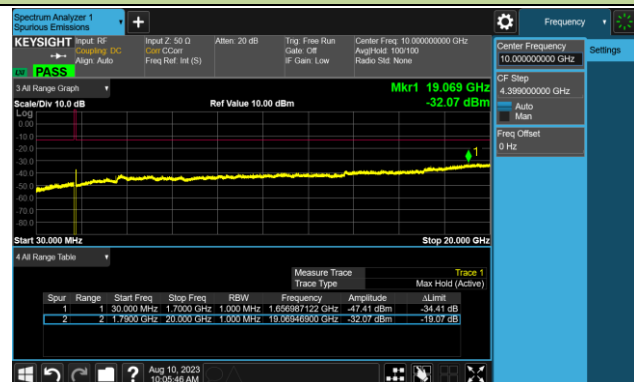 Spectrum Analyzer 1
Spurious Emissions
Frequency
KEYSIGHT Input: RF
Coupling: DC
Align: Auto
Input Z: 50 Ω
Corr CCorr
Freq Ref: Int (S)
Atten: 20 dB
Trig: Free Run
Gate: Off
IF Gain: Low
Center Freq: 10.000000000 GHz
Avg|Hold: 100/100
Radio Std: None
PASS
Center Frequency
10.000000000 GHz
Settings
CF Step
4.399000000 GHz
Auto
Man
Freq Offset
0 Hz
3 All Range Graph
Mkr1 19.069 GHz
Scale/Div 10.0 dB
Ref Value 10.00 dBm
-32.07 dBm
Log
0.00
-10.0
-20.0
-30.0
-40.0
-50.0
-60.0
-70.0
-80.0
1
Start 30.000 MHz
Stop 20.000 GHz
4 All Range Table
Measure Trace Trace 1
Trace Type Max Hold (Active)
Spur Range Start Freq Stop Freq RBW Frequency Amplitude ΔLimit
1 1 30.000 MHz 1.7000 GHz 1.000 MHz 1.656987122 GHz -47.41 dBm -34.41 dB
2 2 1.7900 GHz 20.000 GHz 1.000 MHz 19.06946900 GHz -32.07 dBm -19.07 dB
?
Aug 10, 2023
10:05:46 AM